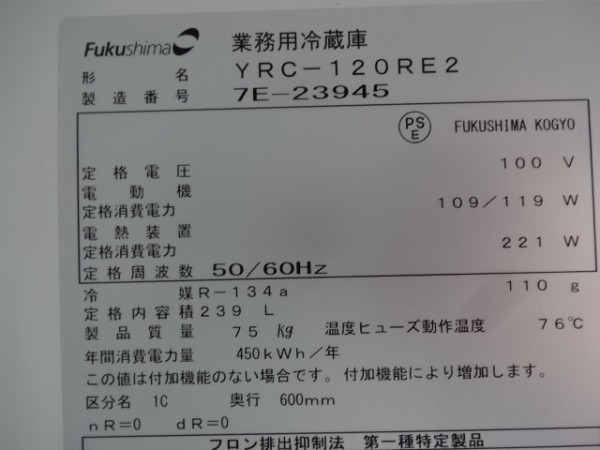 Fukushima 業務用冷蔵庫
形名 YRC-120RE2
製造番号 7E-23945
PS E FUKUSHIMA KOGYO
定格電圧 100 V
電動機
定格消費電力 109/119 W
電熱装置
定格消費電力 221 W
定格周波数 50/60Hz
冷媒 R-134a 110 g
定格内容積 239 L
製品質量 75 kg 温度ヒューズ動作温度 76℃
年間消費電力量 450kWh/年
この値は付加機能のない場合です。付加機能により増加します。
区分名 1C 奥行 600mm
nR=0 dR=0
フロン排出抑制法 第一種特定製品